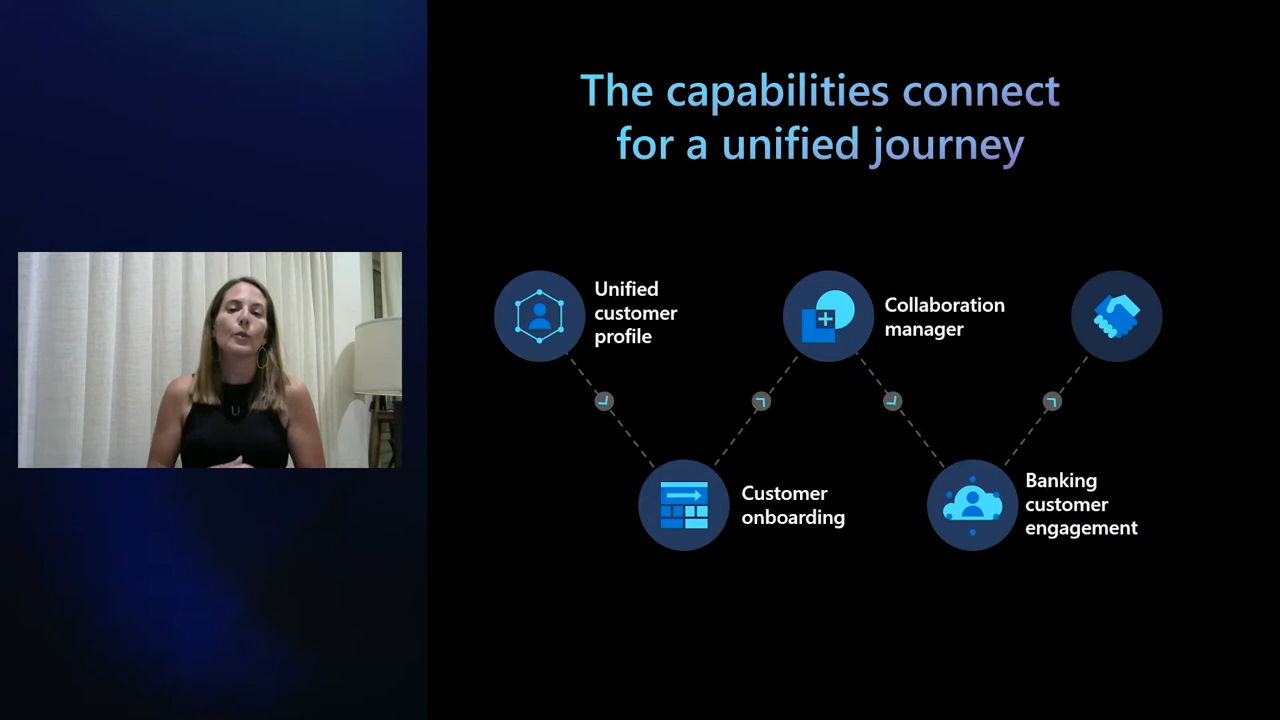 The capabilities connect
for a unified journey
Unified
customer
profile
Collaboration
manager
Customer
onboarding
Banking
customer
engagement